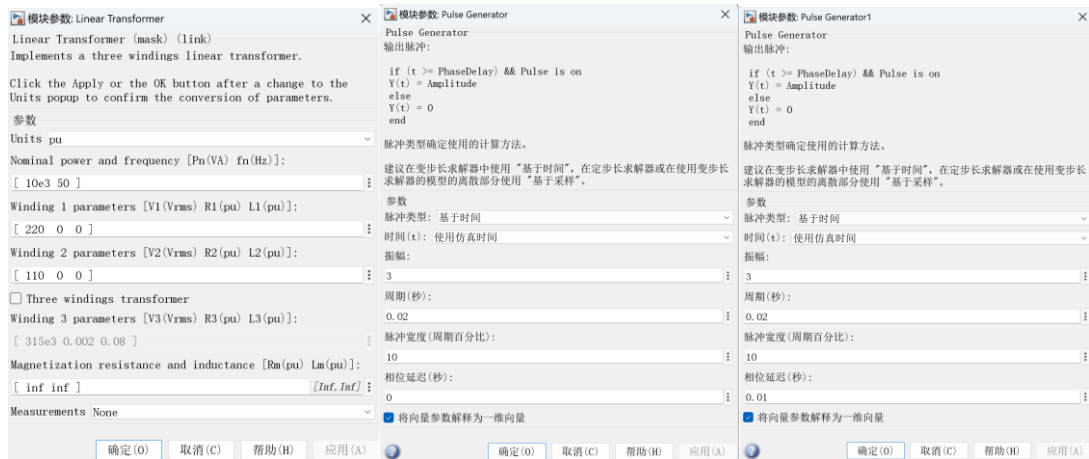 模块参数: Linear Transformer
Linear Transformer (mask) (link)
Implements a three windings linear transformer.
Click the Apply or the OK button after a change to the
Units popup to confirm the conversion of parameters.
参数
Units pu
Nominal power and frequency [Pn(VA) fn(Hz)]:
[ 10e3 50 ]
Winding 1 parameters [V1(Vrms) R1(pu) L1(pu)]:
[ 220 0 0 ]
Winding 2 parameters [V2(Vrms) R2(pu) L2(pu)]:
[ 110 0 0 ]
Three windings transformer
Winding 3 parameters [V3(Vrms) R3(pu) L3(pu)]:
[ 315e3 0.002 0.08 ]
Magnetization resistance and inductance [Rm(pu) Lm(pu)]:
[ inf inf ] [Inf,Inf]
Measurements None
确定(O) 取消(C) 帮助(H) 应用(A)
模块参数: Pulse Generator
Pulse Generator
输出脉冲:
if (t >= PhaseDelay) && Pulse is on
Y(t) = Amplitude
else
Y(t) = 0
end
脉冲类型确定使用的计算方法。
建议在变步长求解器中使用 "基于时间", 在定步长求解器或在使用变步长
求解器的模型的离散部分使用 "基于采样"。
参数
脉冲类型: 基于时间
时间(t): 使用仿真时间
振幅:
3
周期(秒):
0.02
脉冲宽度(周期百分比):
10
相位延迟(秒):
0
将向量参数解释为一维向量
确定(O) 取消(C) 帮助(H) 应用(A)
模块参数: Pulse Generator1
Pulse Generator
输出脉冲:
if (t >= PhaseDelay) && Pulse is on
Y(t) = Amplitude
else
Y(t) = 0
end
脉冲类型确定使用的计算方法。
建议在变步长求解器中使用 "基于时间", 在定步长求解器或在使用变步长
求解器的模型的离散部分使用 "基于采样"。
参数
脉冲类型: 基于时间
时间(t): 使用仿真时间
振幅:
3
周期(秒):
0.02
脉冲宽度(周期百分比):
10
相位延迟(秒):
0.01
将向量参数解释为一维向量
确定(O) 取消(C) 帮助(H) 应用(A)